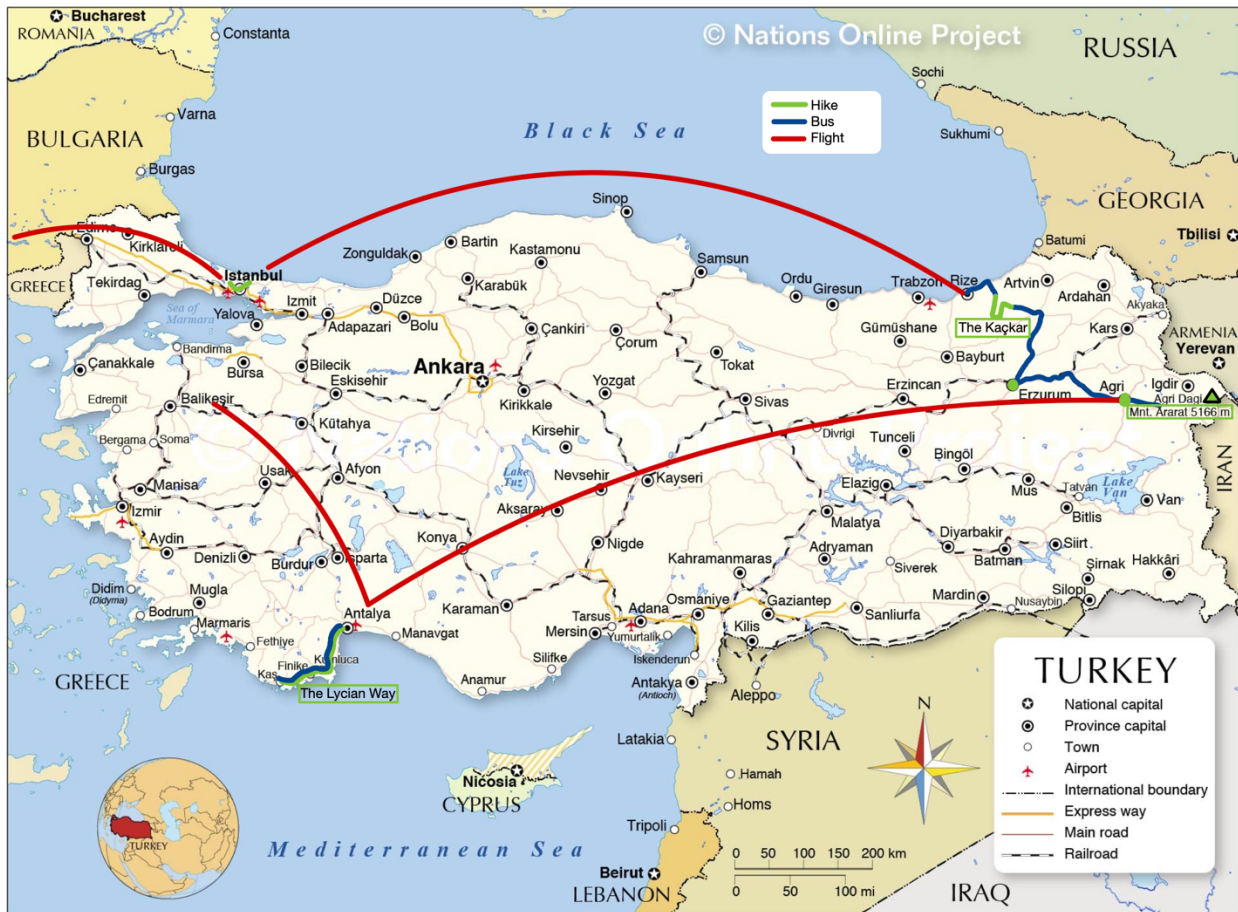 Bucharest
ROMANJA
Constanta
© Nations Online Project
RUSSIA
Sochi
Hike
Bus
Flight
Varna
Black Sea
Sukhumi
BULGARIA
Burgas
GEORGIA
Sinop
Tbilisi
Edirne
Kirklareli
Zonguldak
Bartin
Kastamonu
Batumi
Istanbul
Samsun
Rize
Artvin
Trabzon
Ordu
Giresun
Ardahan
GREECE
Tekirdag
Karabük
Akyaka
Sea of
Marmara
Izmit
Düzce
Yalova
Adapazari
Bolu
Çankiri
Çorum
Gümüshane
The Kaçkar
Kars
ARMENIA
Yerevan
Bandirma
Çanakkale
Bursa
Bilecik
Ankara
Tokat
Bayburt
Eskisehir
Erzincan
Erzurum
Agri
Igdir
Agri Dagi
Edremit
Balikesir
Kirikkale
Yozgat
Sivas
Mnt. Ararat 5166 m
Kütahya
Kirsehir
Divrigi
Tunceli
Bergama
Soma
Usak
Afyon
Lake
Tuz
Nevsehir
Kayseri
Elazig
Bingöl
Mus
Tatvan
Lake
Van
Van
IRAN
Manisa
Izmir
Aksaray
Malatya
Bitlis
Aydin
Denizli
Burdur
Isparta
Konya
Nigde
Kahramanmaras
Adryaman
Diyarbakir
Batman
Siirt
Siverek
Hakkâri
Şirnak
Didim
(Didyma)
Mugla
Bodrum
Marmaris
Fethiye
Antalya
Manavgat
Karaman
Tarsus
Adana
Osmaniye
Gaziantep
Sanliurfa
Mardin
Nusaybin
Silopi
Mersin
Yumurtalik
Kilis
GREECE
Kas
Finike
Kumluca
The Lycian Way
Anamur
Silifke
Iskenderun
Antakya
(Antioch)
Aleppo
TURKEY
National capital
Province capital
Town
Airport
International boundary
Express way
Main road
Railroad
N
Latakia
SYRIA
Hamah
Homs
Nicosia
CYPRUS
Tripoli
TURKEY
Mediterranean Sea
Beirut
LEBANON
0 50 100 150 200 km
0 50 100 mi
IRAQ